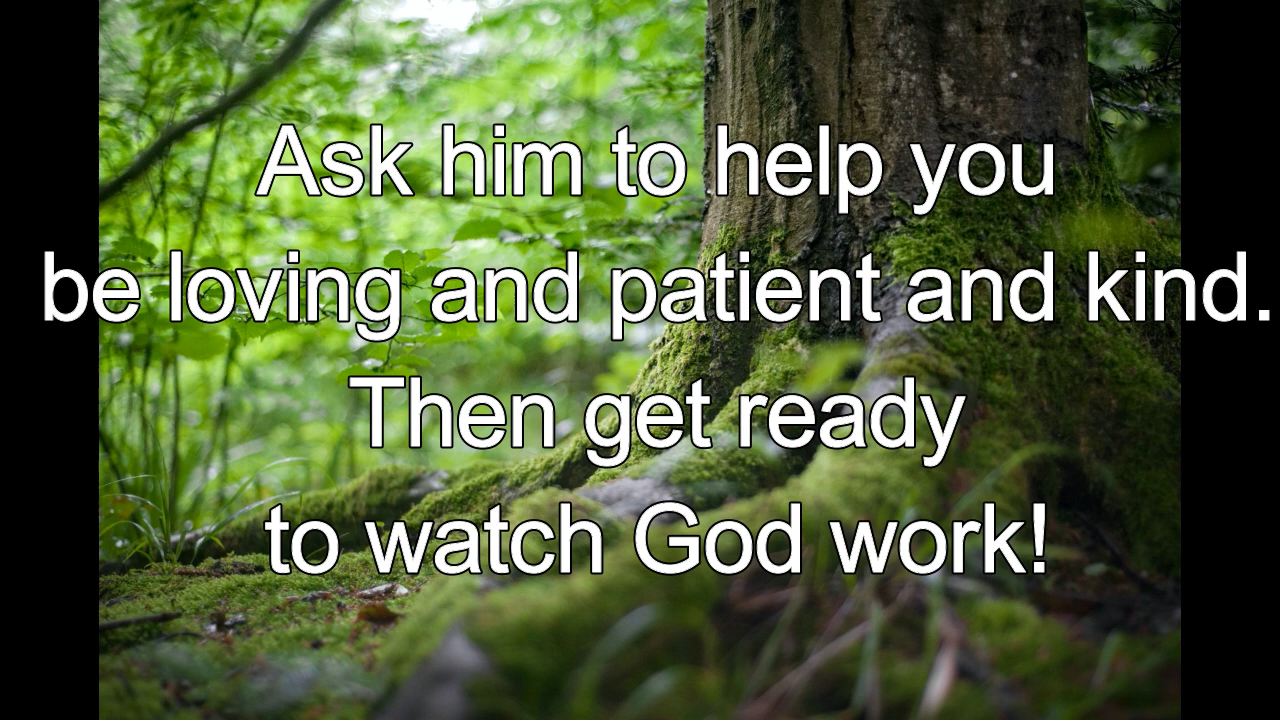 Ask him to help you
be loving and patient and kind.
Then get ready
to watch God work!